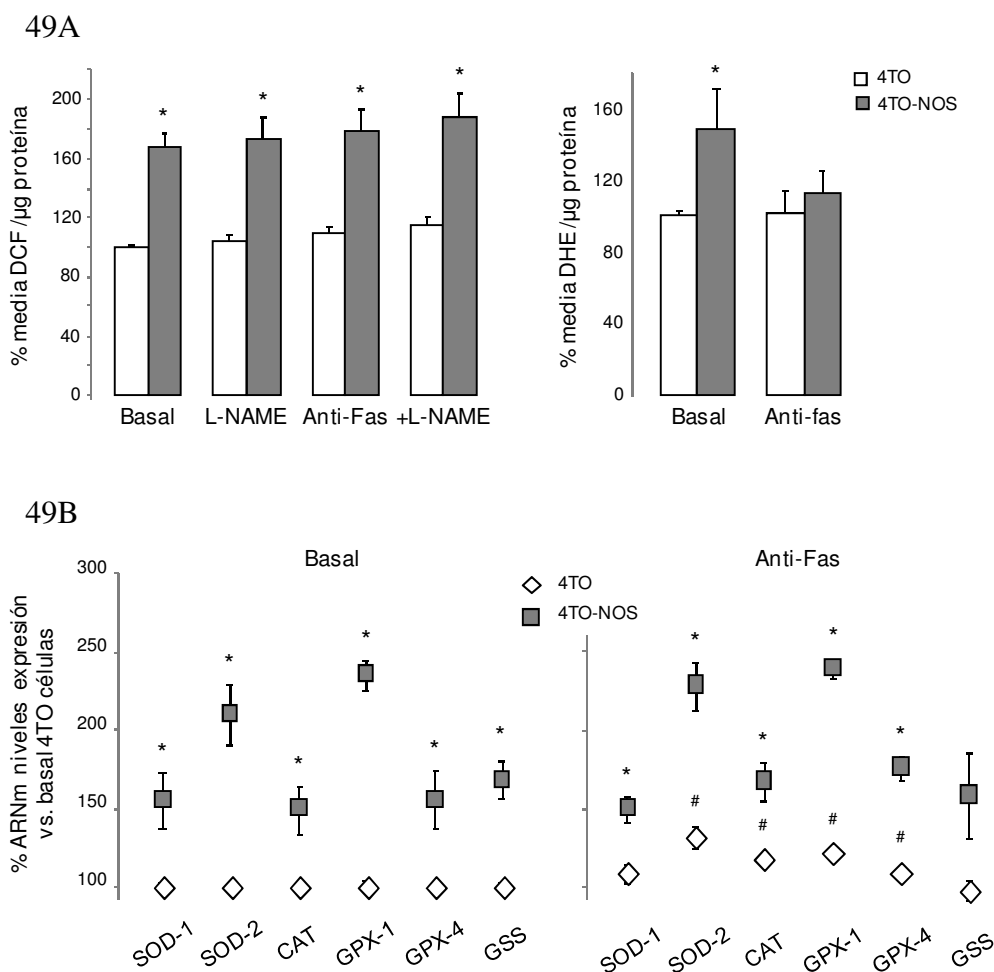 49A
% media DCF /µg proteína
200
160
120
80
40
0
* * * *
Basal L-NAME Anti-Fas +L-NAME
% media DHE /µg proteína
160
120
80
40
0
*
Basal Anti-fas
4TO
4TO-NOS
49B
% ARNm niveles expresión
vs. basal 4TO células
300
250
200
150
100
Basal
* * * * * *
SOD-1 SOD-2 CAT GPX-1 GPX-4 GSS
4TO
4TO-NOS
Anti-Fas
* * * * *
# # # #
SOD-1 SOD-2 CAT GPX-1 GPX-4 GSS